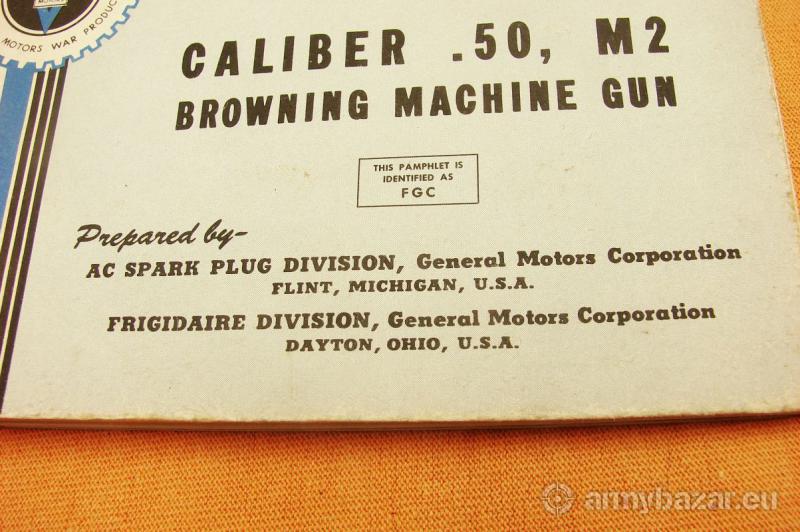 MOTORS WAR PRODUC
CALIBER .50, M2
BROWNING MACHINE GUN
THIS PAMPHLET IS
IDENTIFIED AS
FGC
Prepared by-
AC SPARK PLUG DIVISION, General Motors Corporation
FLINT, MICHIGAN, U.S.A.
FRIGIDAIRE DIVISION, General Motors Corporation
DAYTON, OHIO, U.S.A.
armybazar.eu